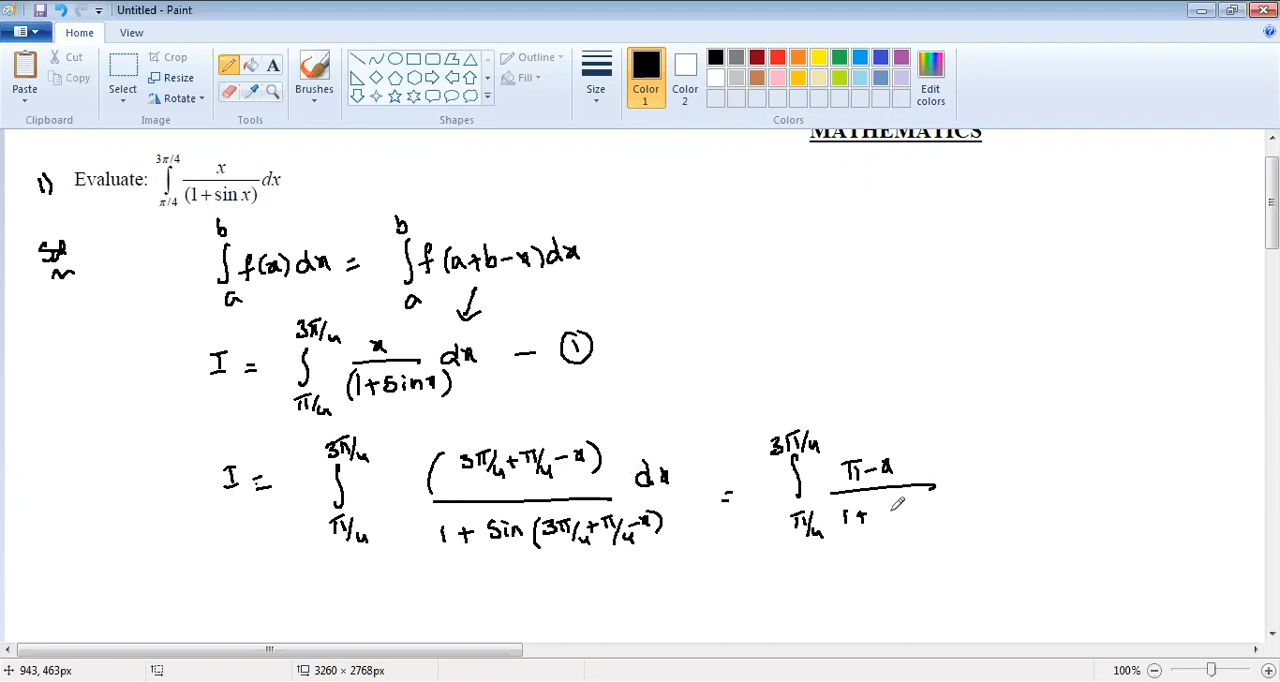 Untitled - Paint
Home View
Paste Cut Copy Select Crop Resize Rotate Brushes Outline Fill Size Color 1 Color 2 Edit colors
Clipboard Image Tools Shapes Colors
MATHEMATICS
1) Evaluate: ∫_{π/4}^{3π/4} x/(1+sin x) dx
Sol
∫_a^b f(x) dx = ∫_a^b f(a+b-x) dx
I = ∫_{π/4}^{3π/4} x/(1+Sinx) dx - ①
I = ∫_{π/4}^{3π/4} (3π/4+π/4-x)/(1+Sin(3π/4+π/4-x)) dx = ∫_{π/4}^{3π/4} π-x/1+
943, 463px 3260 × 2768px 100%